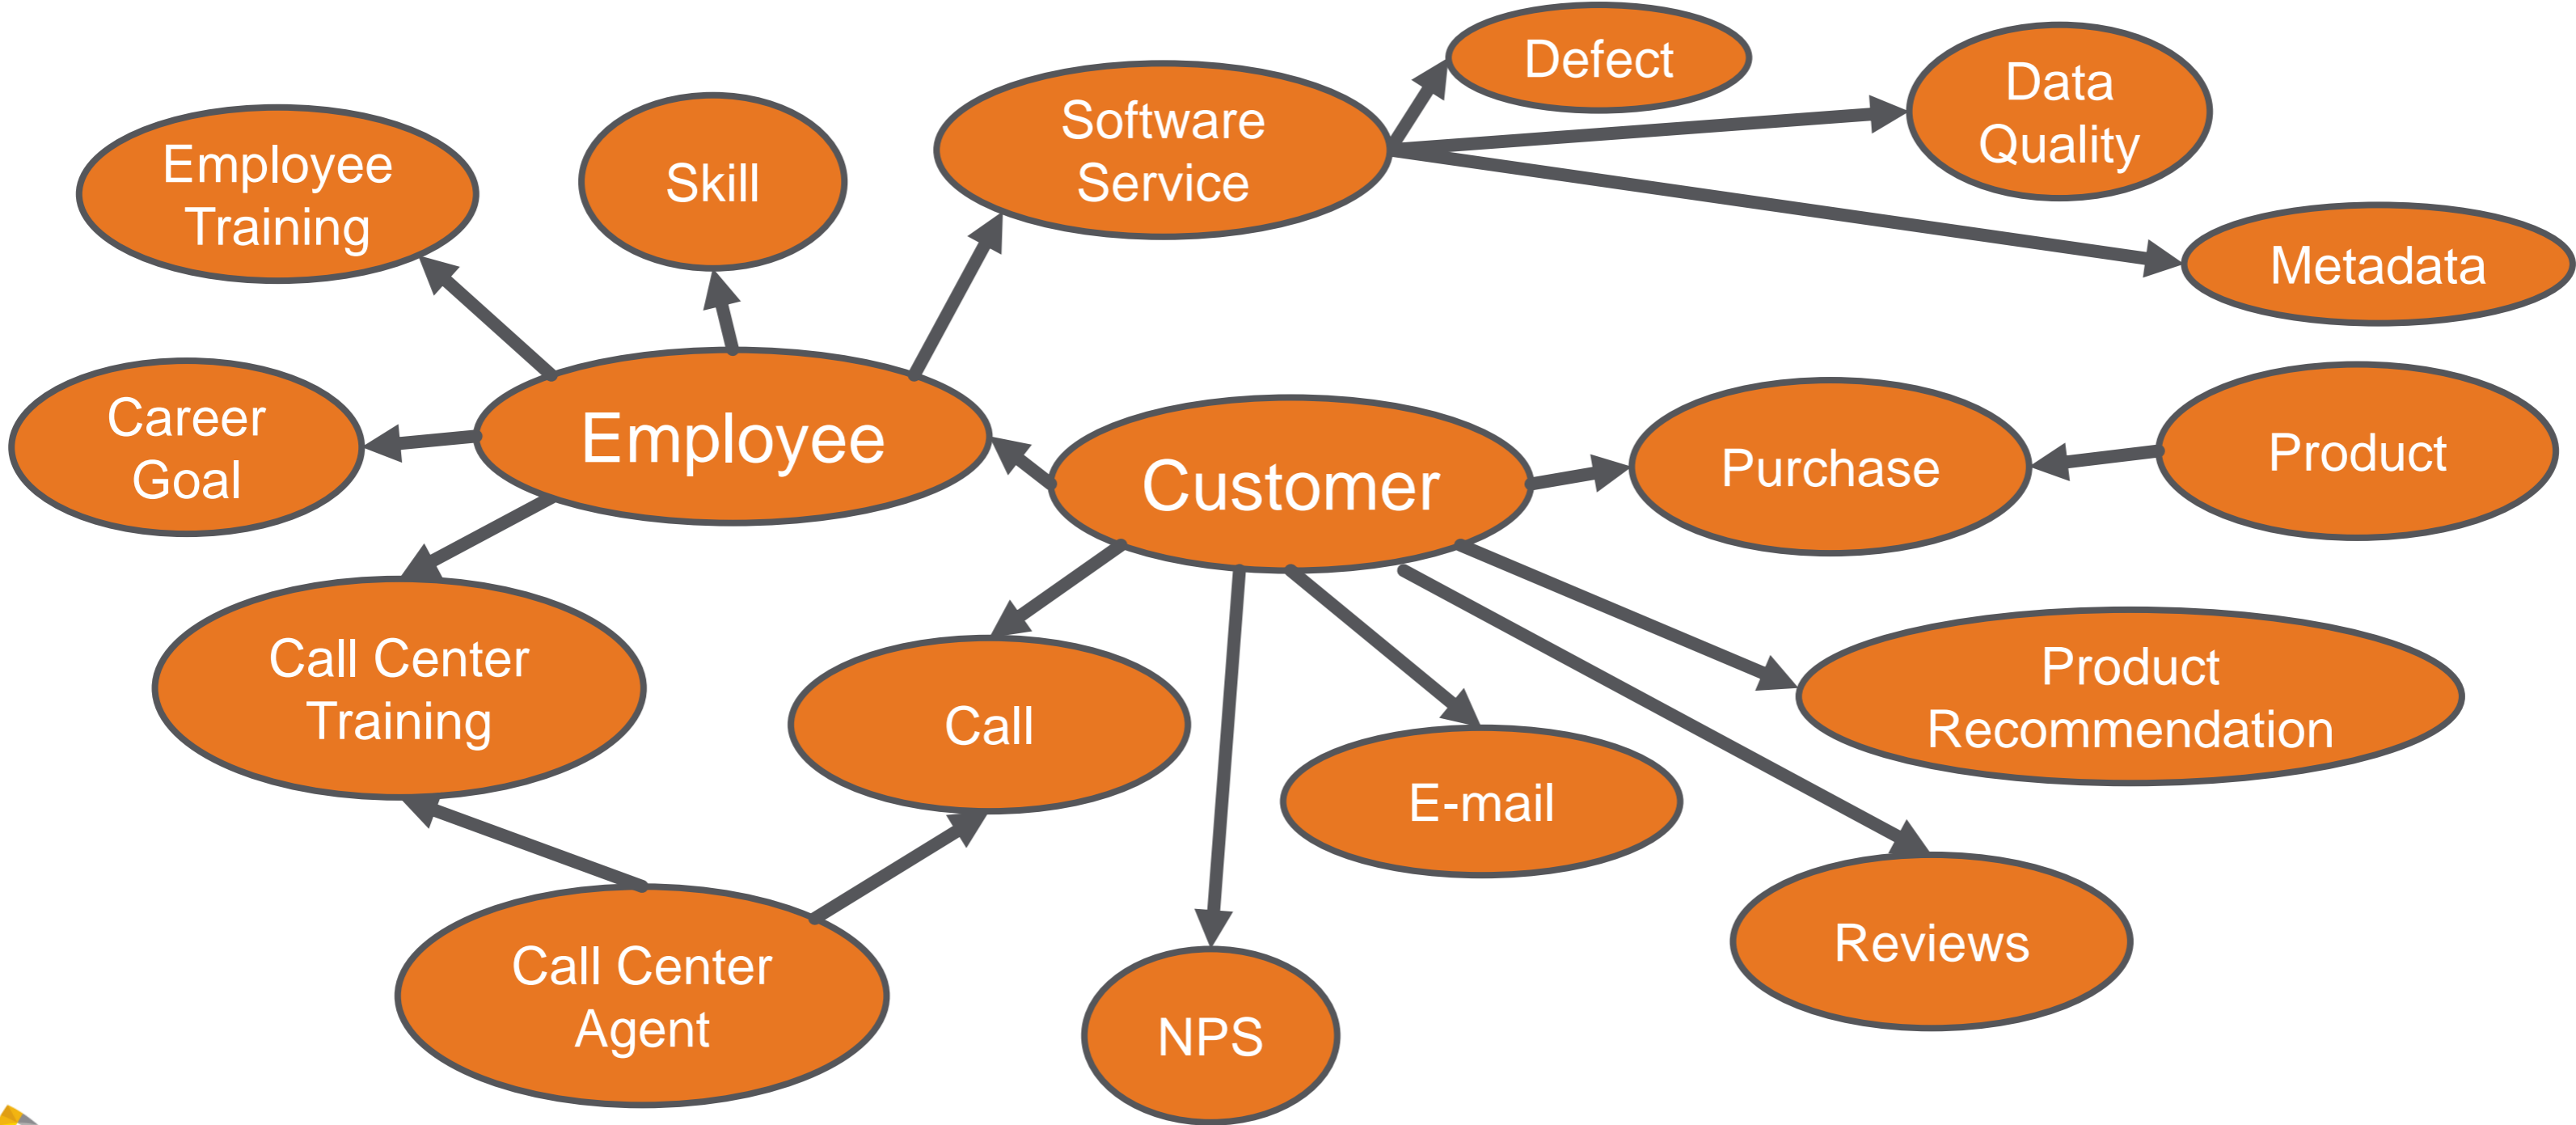 Defect
Data
Quality
Software
Service
Employee
Training
Skill
Metadata
Career
Goal
Employee
Customer
Purchase
Product
Call Center
Training
Call
E-mail
Product
Recommendation
Reviews
Call Center
Agent
NPS